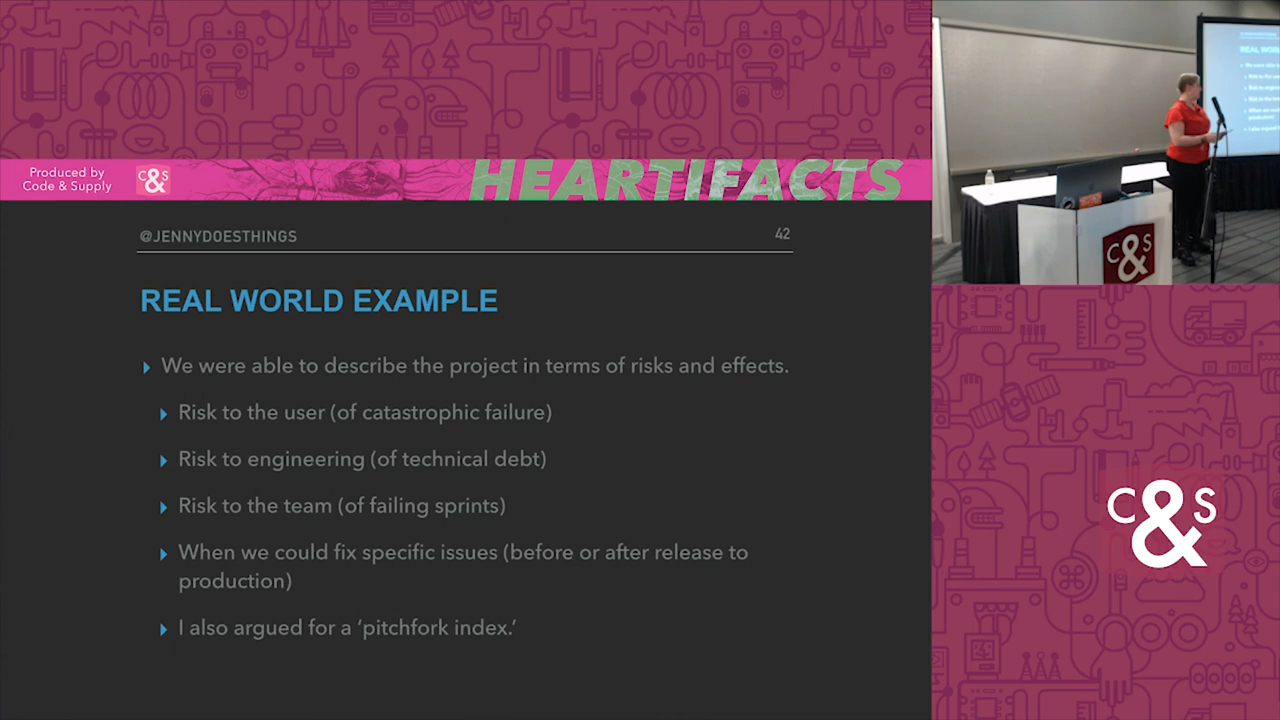 Produced by
Code & Supply
C&S
HEARTIFACTS
@JENNYDOESTHINGS
42
REAL WORLD EXAMPLE
We were able to describe the project in terms of risks and effects.
Risk to the user (of catastrophic failure)
Risk to engineering (of technical debt)
Risk to the team (of failing sprints)
When we could fix specific issues (before or after release to
production)
I also argued for a ‘pitchfork index.’
REAL WORL
C&S
C&S